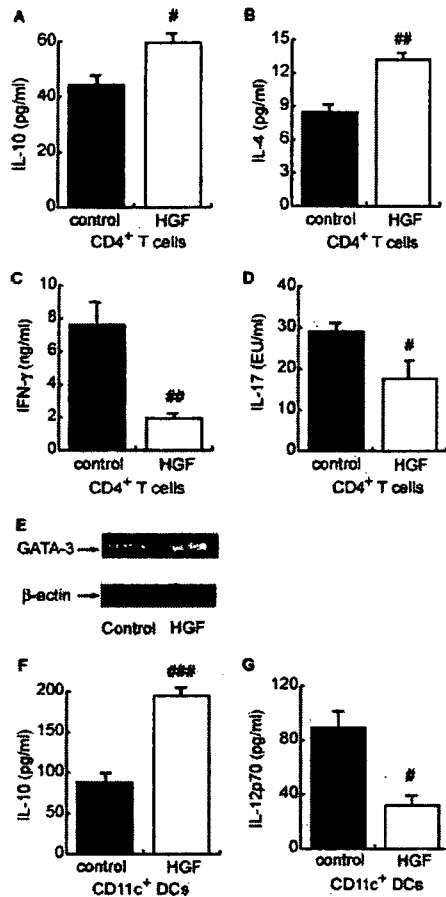 A
#
IL-10 (pg/ml)
60
40
20
0
control HGF
CD4+ T cells
B
##
IL-4 (pg/ml)
15
12
9
6
3
0
control HGF
CD4+ T cells
C
##
IFN-γ (ng/ml)
10
8
6
4
2
0
control HGF
CD4+ T cells
D
#
IL-17 (EU/ml)
40
30
20
10
0
control HGF
CD4+ T cells
E
GATA-3
β-actin
Control HGF
F
###
IL-10 (pg/ml)
200
150
100
50
0
control HGF
CD11c+ DCs
G
#
IL-12p70 (pg/ml)
120
80
40
0
control HGF
CD11c+ DCs